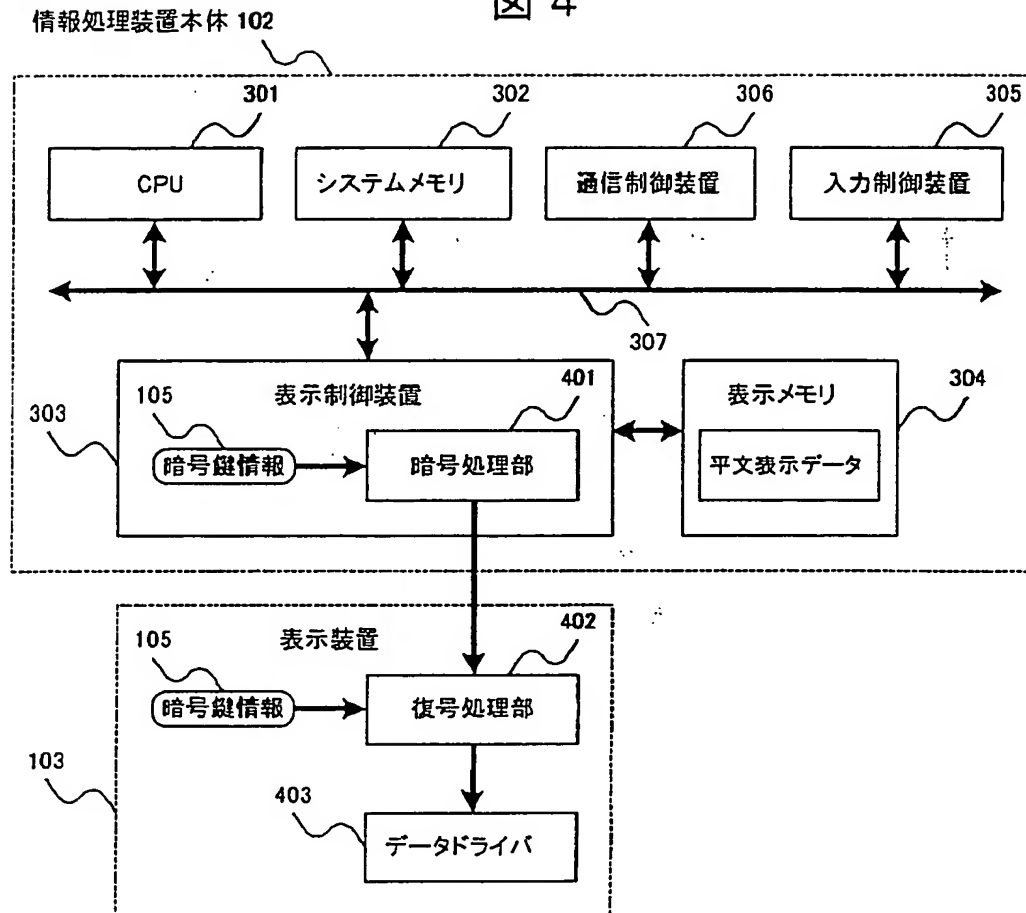 図 4
情報処理装置本体 102
301
302
306
305
CPU
システムメモリ
通信制御装置
入力制御装置
307
303
105
表示制御装置
401
暗号鍵情報
暗号処理部
表示メモリ
304
平文表示データ
105
表示装置
402
暗号鍵情報
復号処理部
103
403
データドライバ